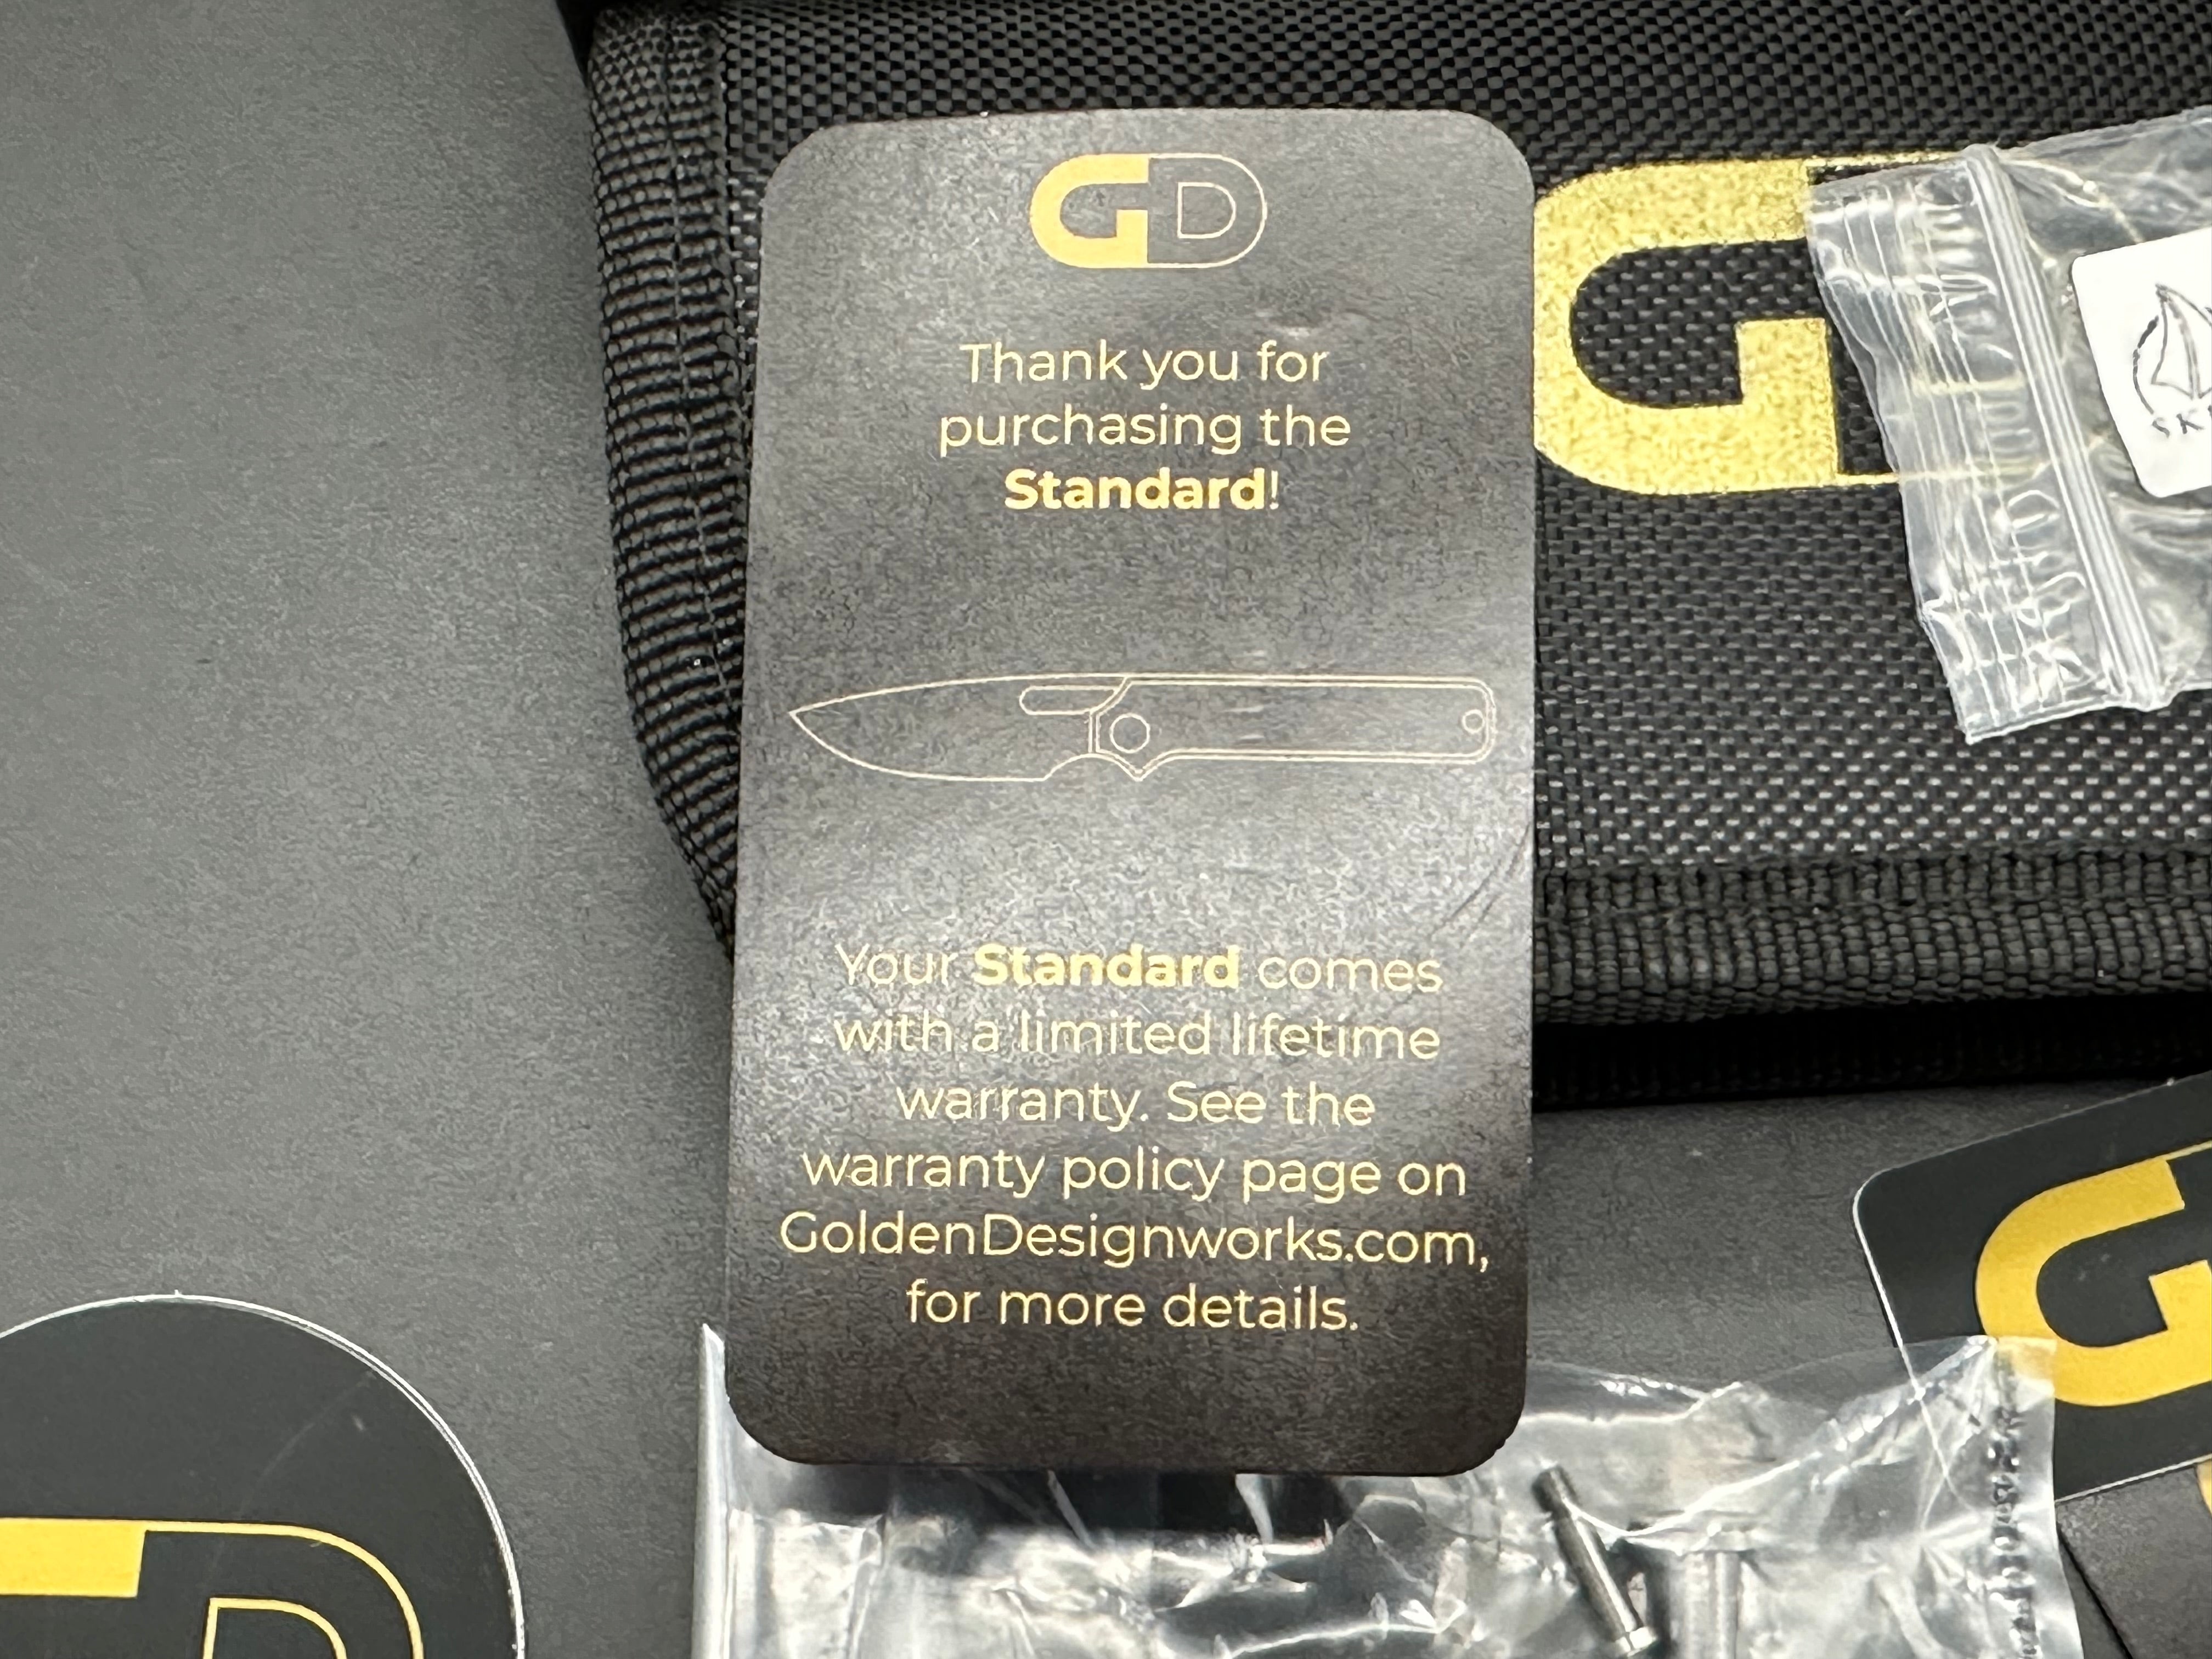 GD
Thank you for
purchasing the
Standard!
Your Standard comes
with a limited lifetime
warranty. See the
warranty policy page on
GoldenDesignworks.com,
for more details.
G
SK
G
D